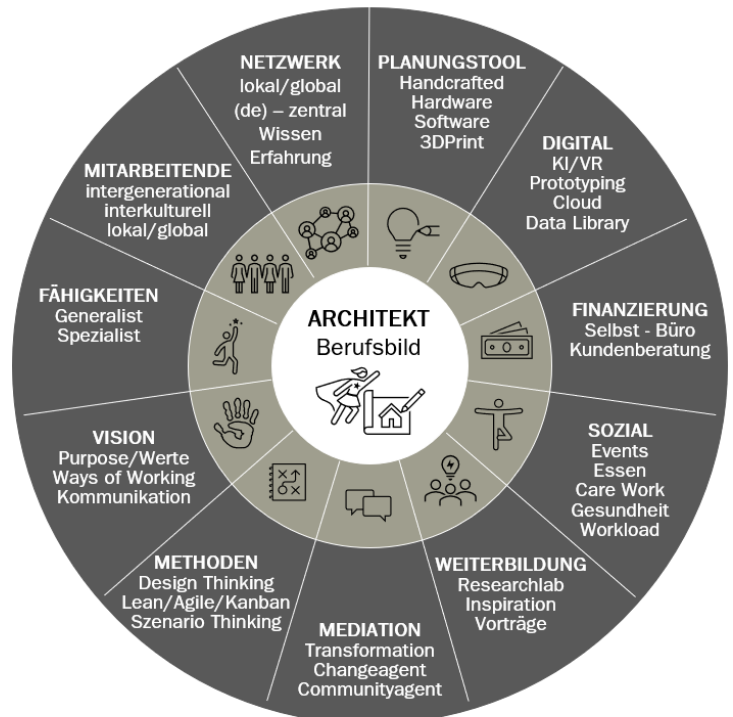 ARCHITEKT
Berufsbild
PLANUNGSTOOL
Handcrafted
Hardware
Software
3DPrint
DIGITAL
KI/VR
Prototyping
Cloud
Data Library
FINANZIERUNG
Selbst - Büro
Kundenberatung
SOZIAL
Events
Essen
Care Work
Gesundheit
Workload
WEITERBILDUNG
Researchlab
Inspiration
Vorträge
MEDIATION
Transformation
Changeagent
Communityagent
METHODEN
Design Thinking
Lean/Agile/Kanban
Szenario Thinking
VISION
Purpose/Werte
Ways of Working
Kommunikation
FÄHIGKEITEN
Generalist
Spezialist
MITARBEITENDE
intergenerational
interkulturell
lokal/global
NETZWERK
lokal/global
(de) – zentral
Wissen
Erfahrung